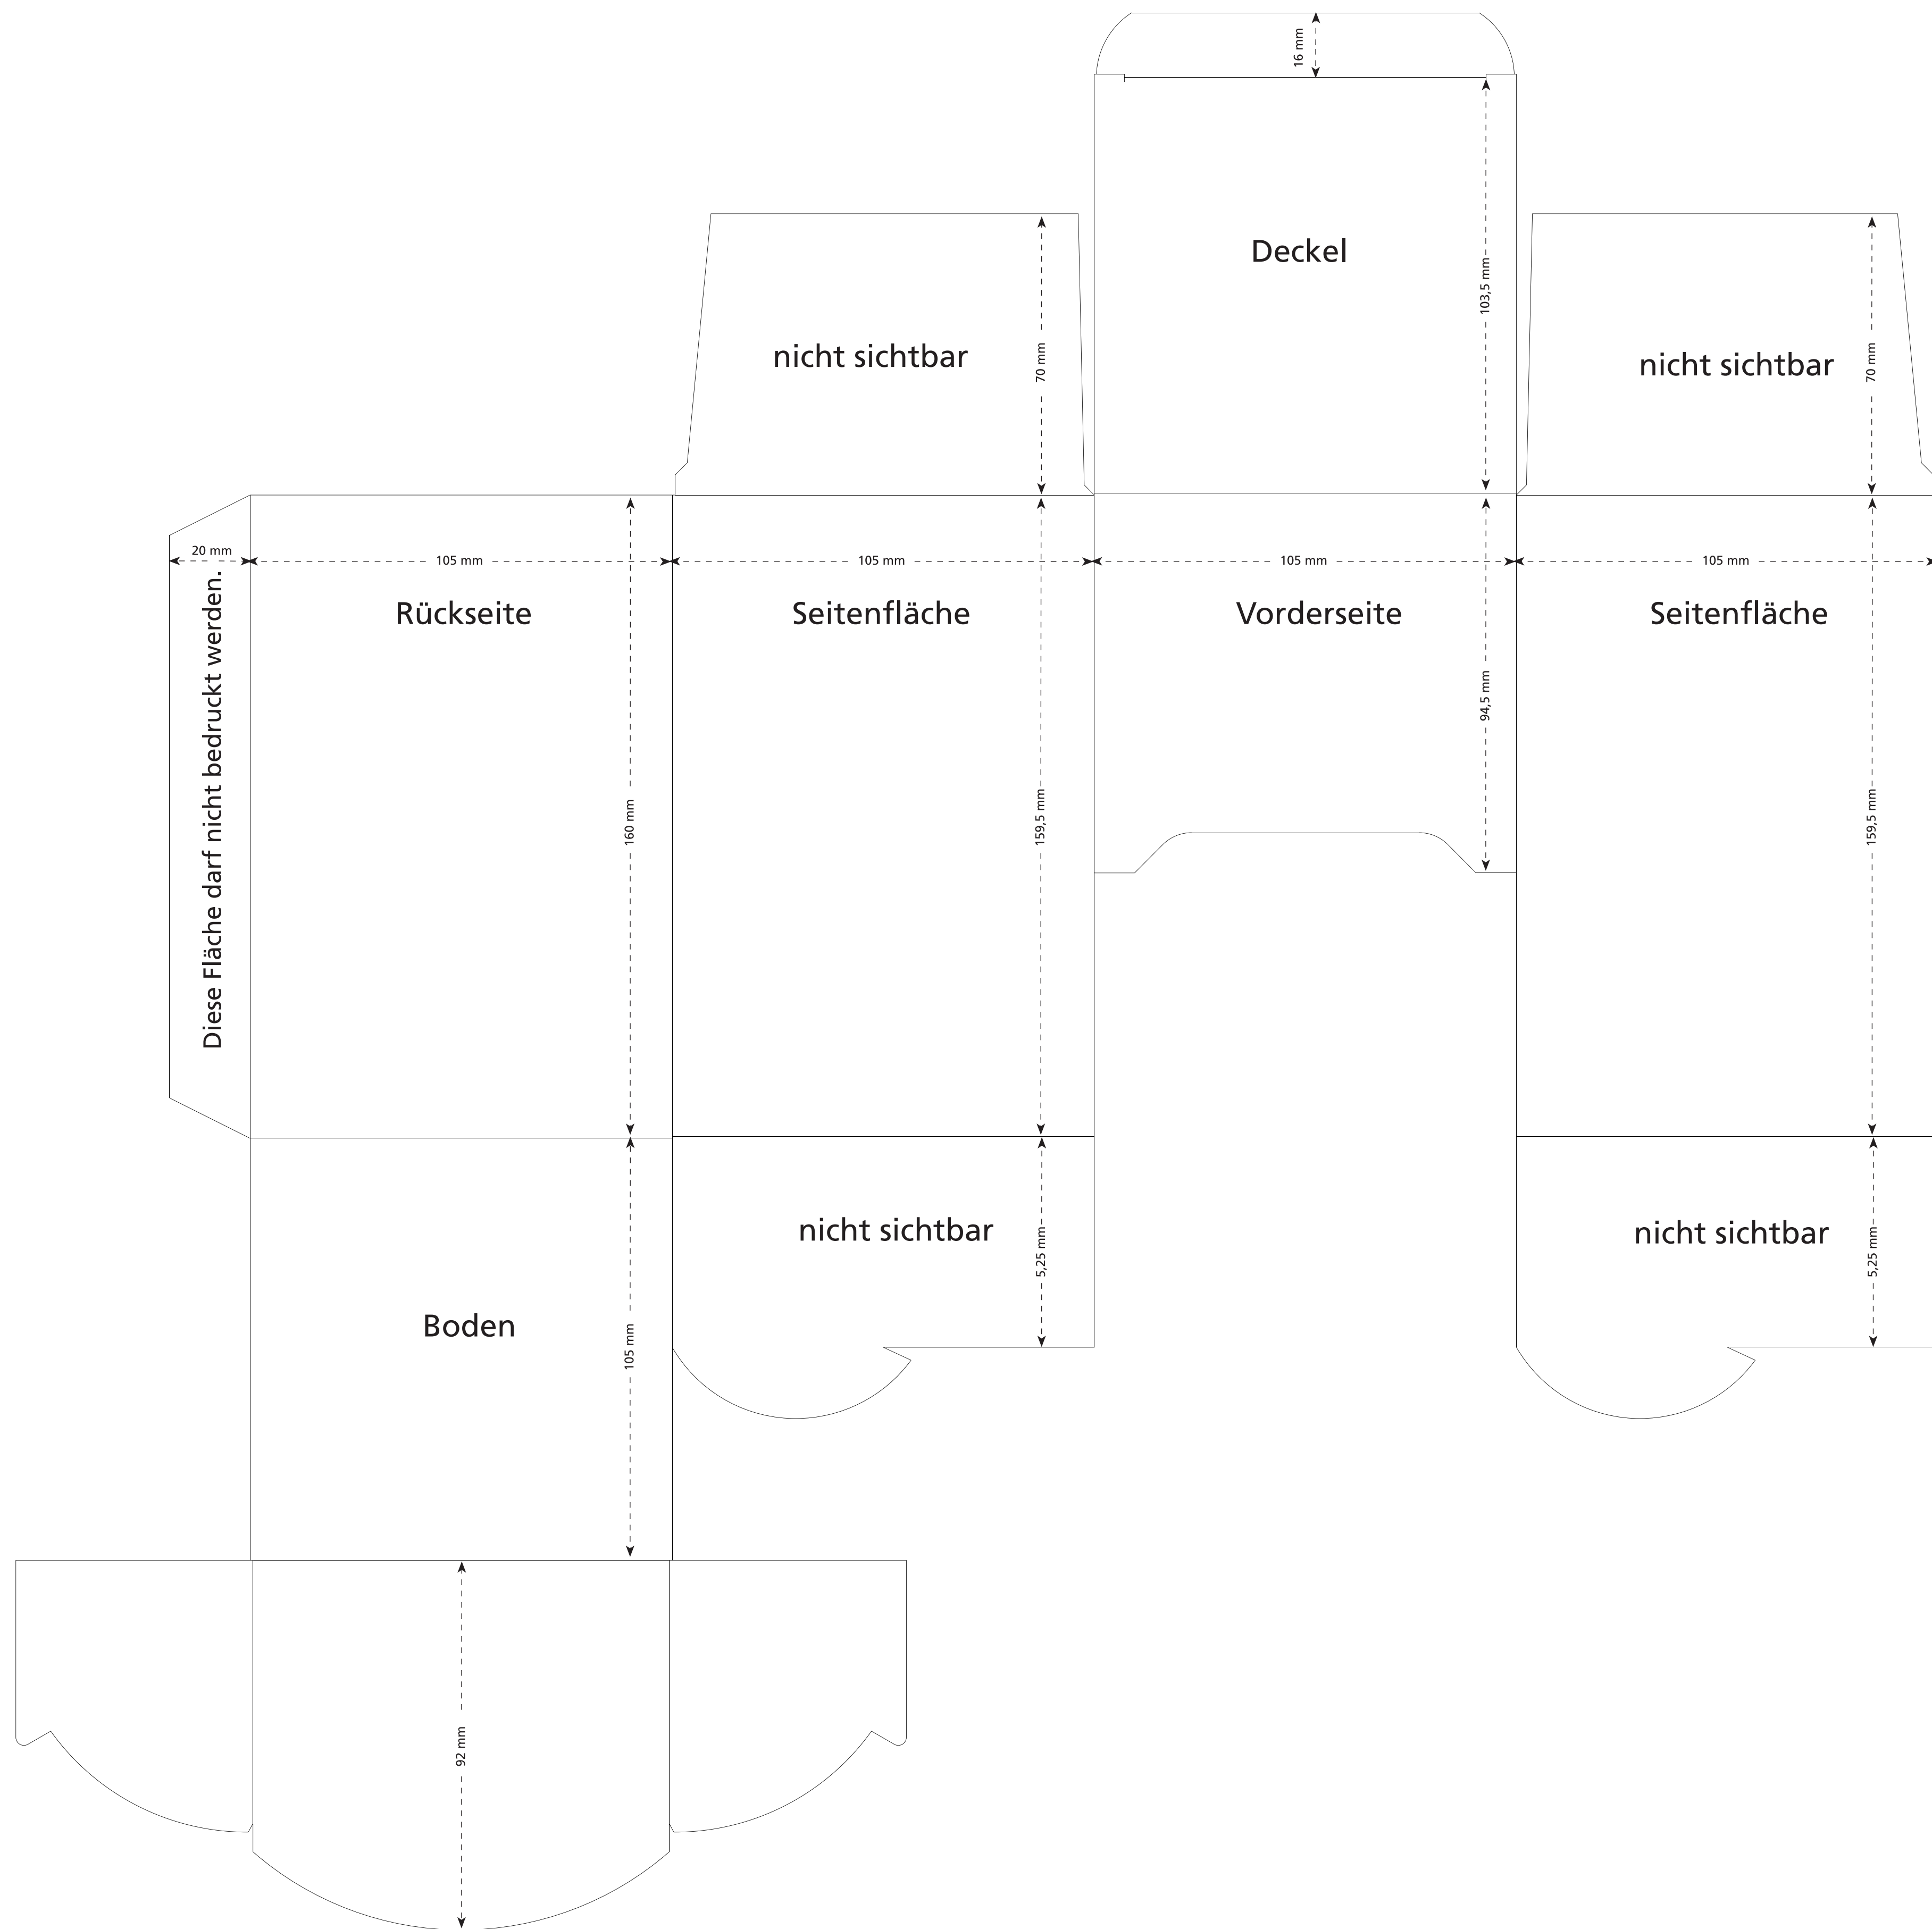 16 mm
Deckel
103,5 mm
nicht sichtbar
70 mm
nicht sichtbar
70 mm
20 mm
105 mm
105 mm
105 mm
105 mm
Diese Fläche darf nicht bedruckt werden.
Rückseite
Seitenfläche
Vorderseite
Seitenfläche
94,5 mm
160 mm
159,5 mm
159,5 mm
nicht sichtbar
5,25 mm
nicht sichtbar
5,25 mm
Boden
105 mm
92 mm